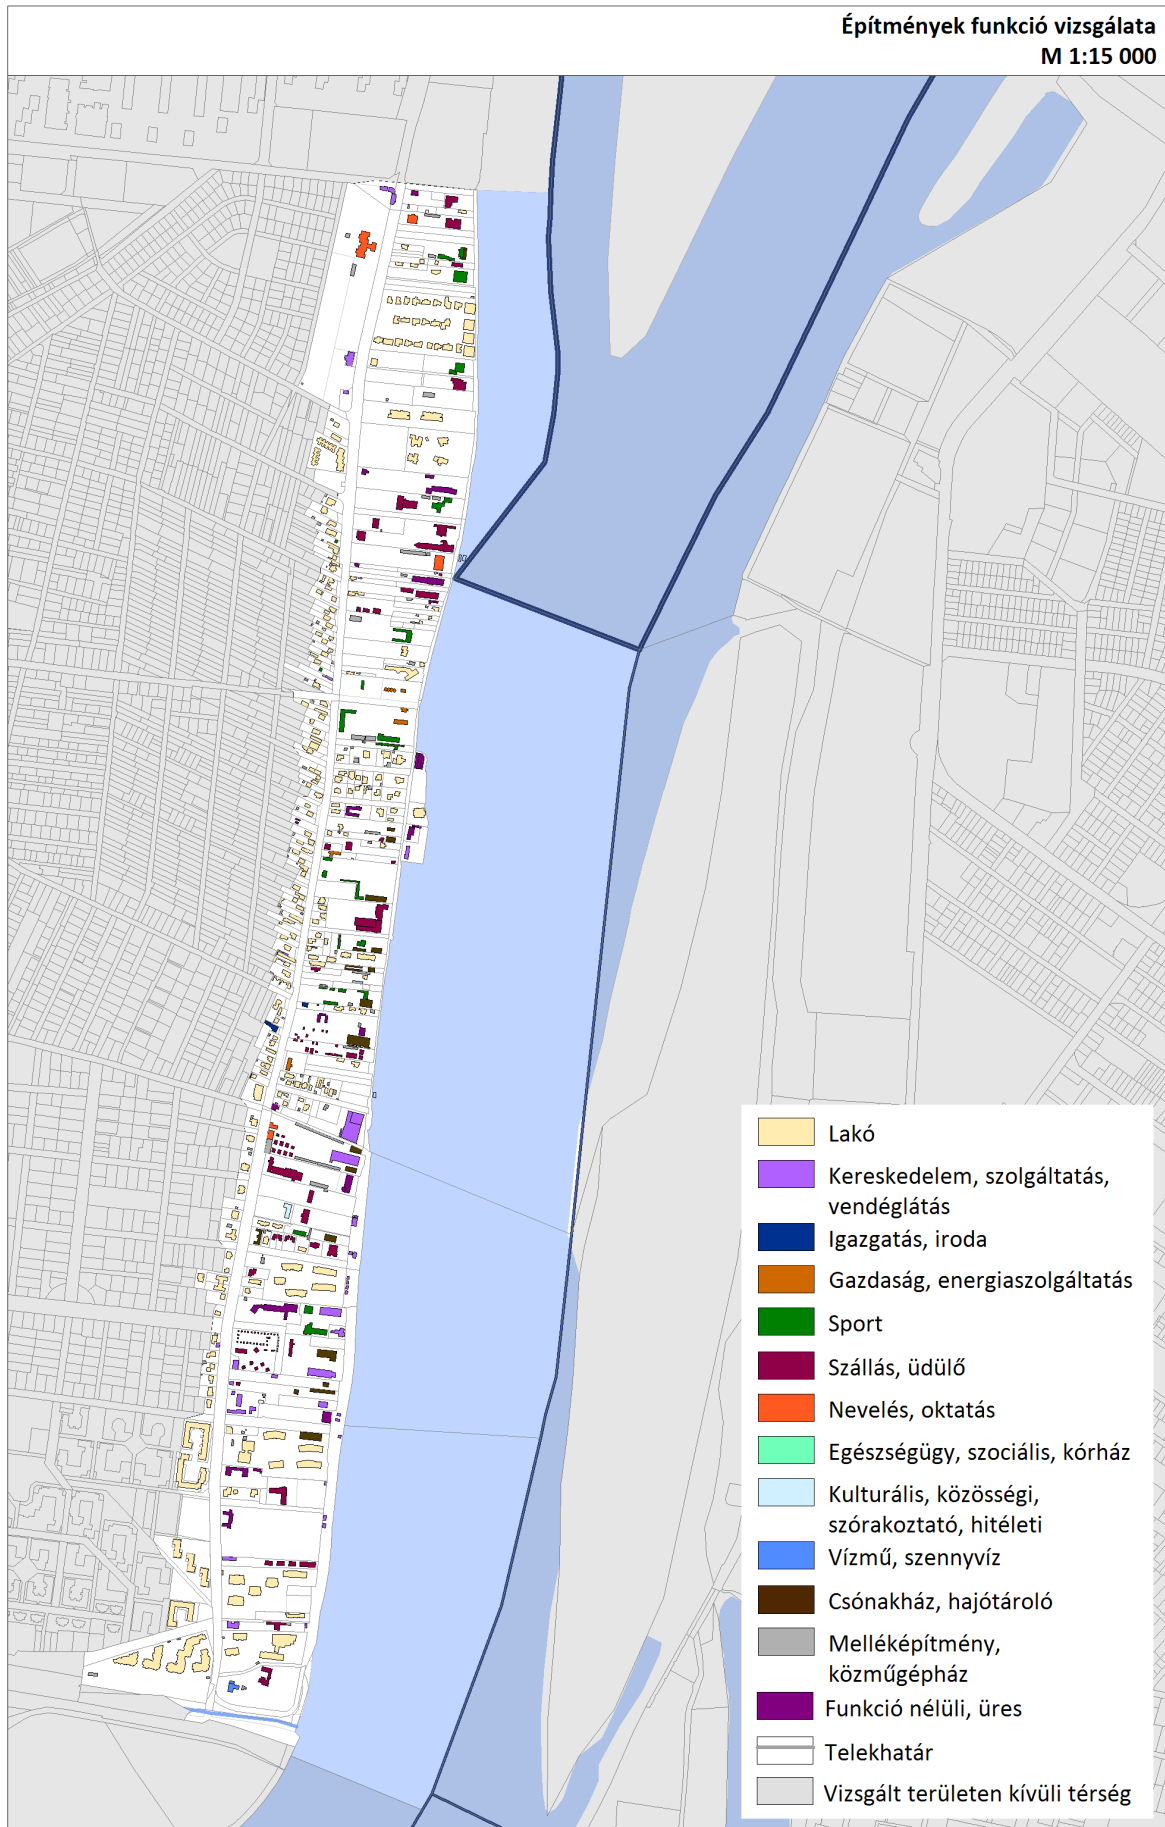 Építmények funkció vizsgálata
M 1:15 000
Lakó
Kereskedelem, szolgáltatás,
vendéglátás
Igazgatás, iroda
Gazdaság, energiaszolgáltatás
Sport
Szállás, üdülő
Nevelés, oktatás
Egészségügy, szociális, kórház
Kulturális, közösségi,
szórakoztató, hitéleti
Vízmű, szennyvíz
Csónakház, hajótároló
Melléképítmény,
közműgépház
Funkció nélüli, üres
Telekhatár
Vizsgált területen kívüli térség